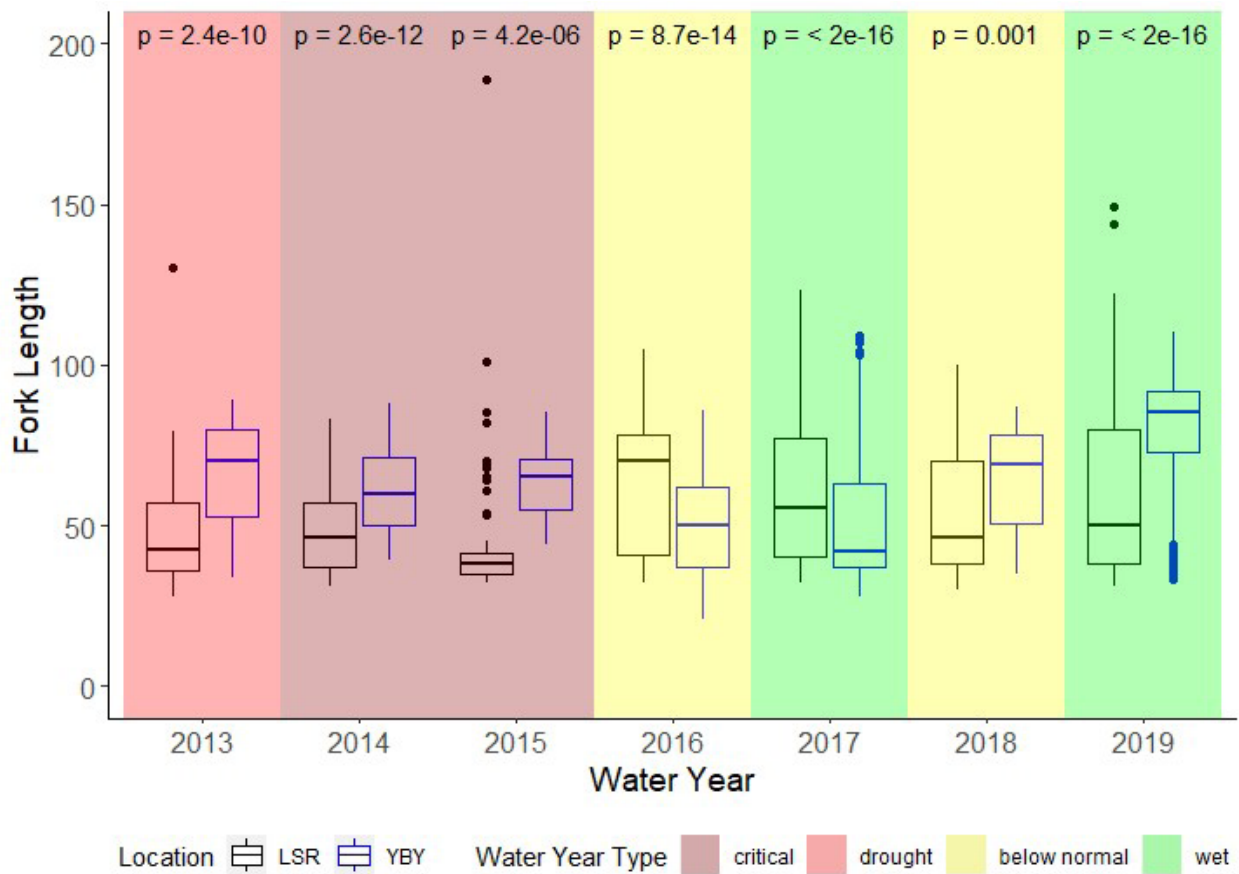 p = 2.4e-10 p = 2.6e-12 p = 4.2e-06 p = 8.7e-14 p = < 2e-16 p = 0.001 p = < 2e-16
200
150
100
50
0
Fork Length
2013 2014 2015 2016 2017 2018 2019
Water Year
Location LSR YBY Water Year Type critical drought below normal wet